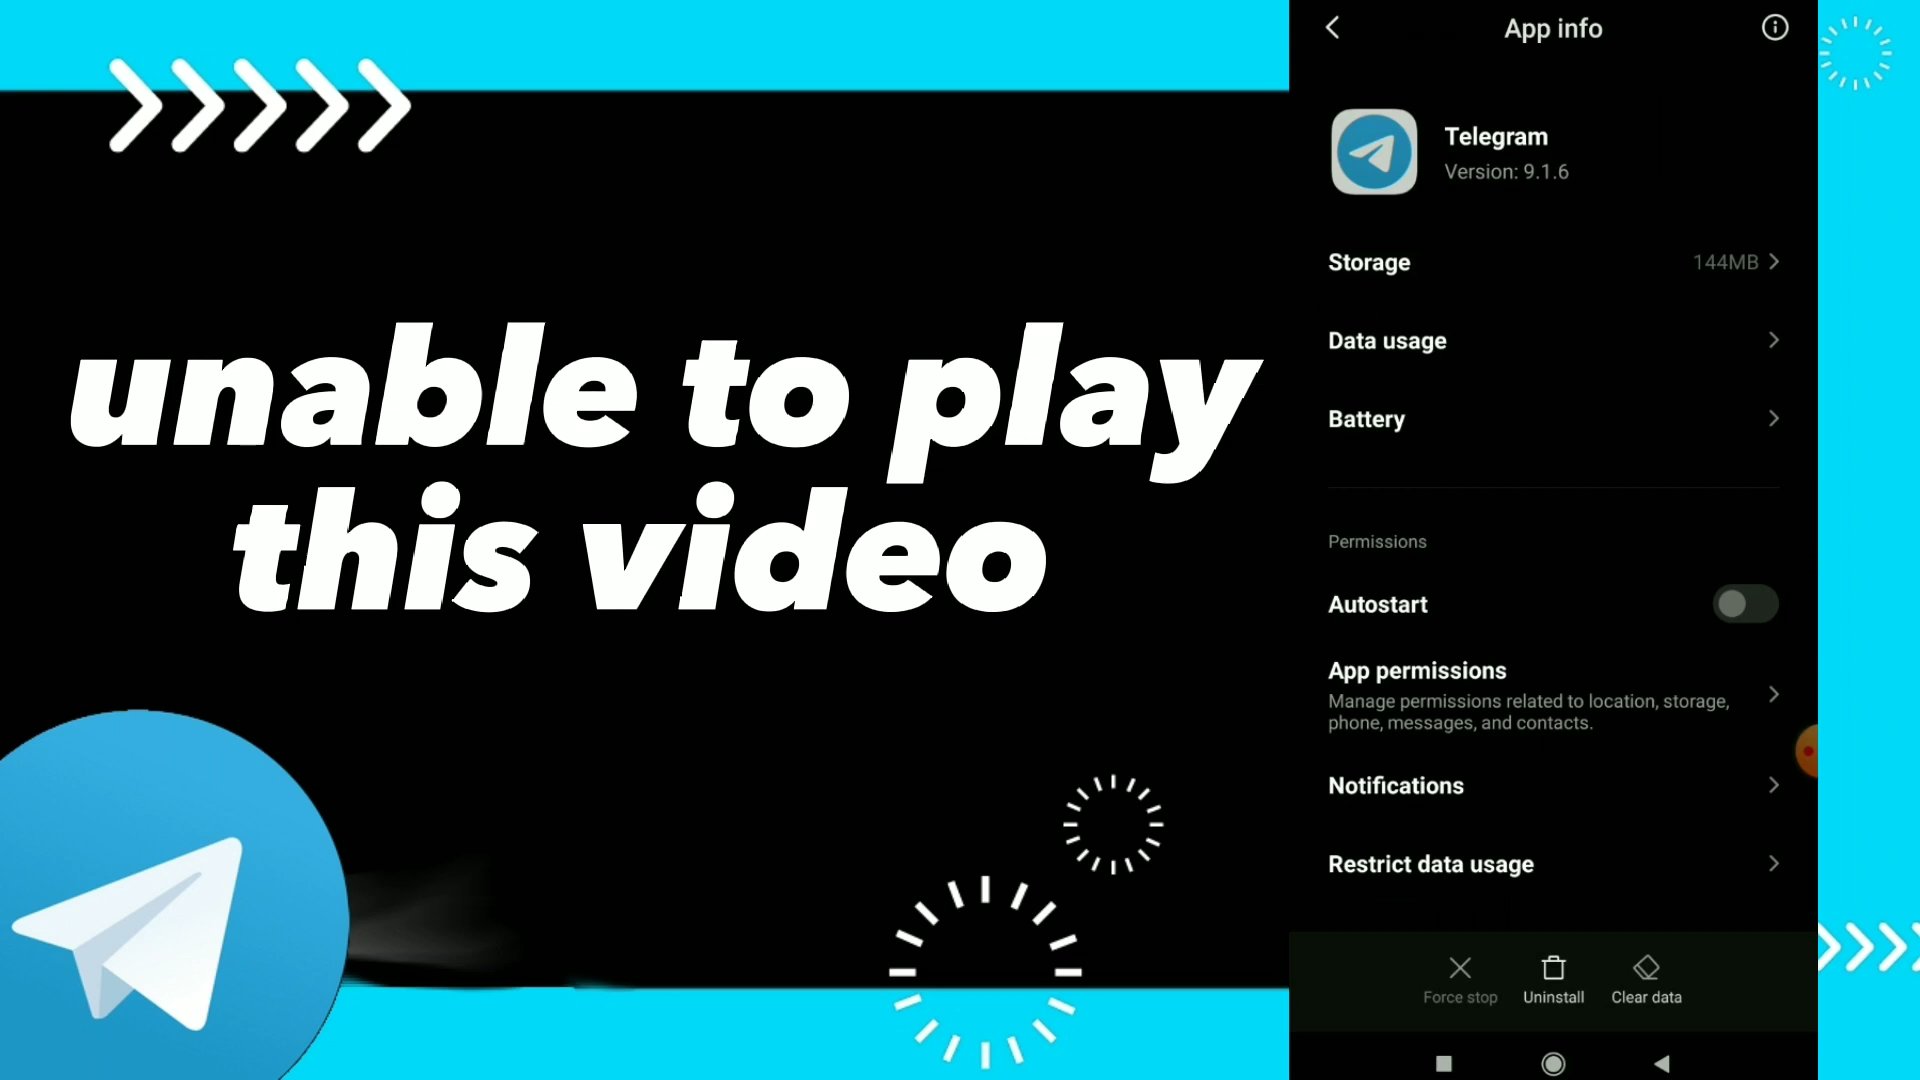 unable to play
this video
App info
Telegram
Version: 9.1.6
Storage 144MB
Data usage
Battery
Permissions
Autostart
App permissions
Manage permissions related to location, storage,
phone, messages, and contacts.
Notifications
Restrict data usage
Force stop Uninstall Clear data